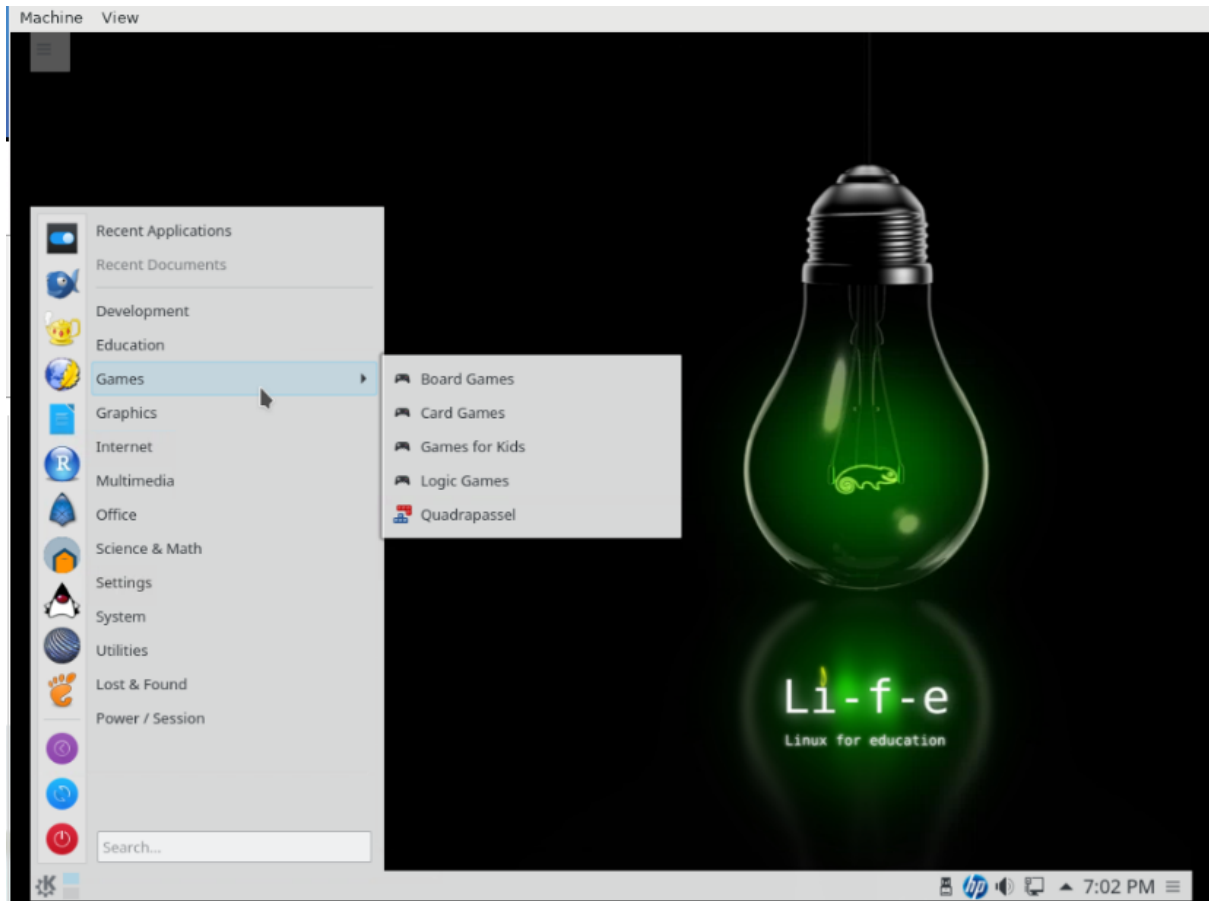 Machine View
Recent Applications
Recent Documents
Development
Education
Games
Graphics
Internet
Multimedia
Office
Science & Math
Settings
System
Utilities
Lost & Found
Power / Session
Search...
Board Games
Card Games
Games for Kids
Logic Games
Quadrapassel
R
Li-f-e
Linux for education
K
hp
7:02 PM